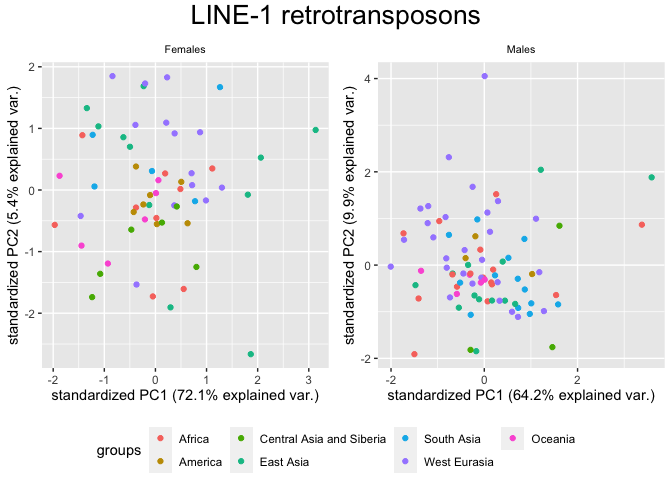 LINE-1 retrotransposons
Females
Males
standardized PC2 (5.4% explained var.)
2
1
0
-1
-2
-2 -1 0 1 2 3
standardized PC1 (72.1% explained var.)
standardized PC2 (9.9% explained var.)
4
2
0
-2
-2 0 2
standardized PC1 (64.2% explained var.)
groups
Africa
America
Central Asia and Siberia
East Asia
South Asia
West Eurasia
Oceania